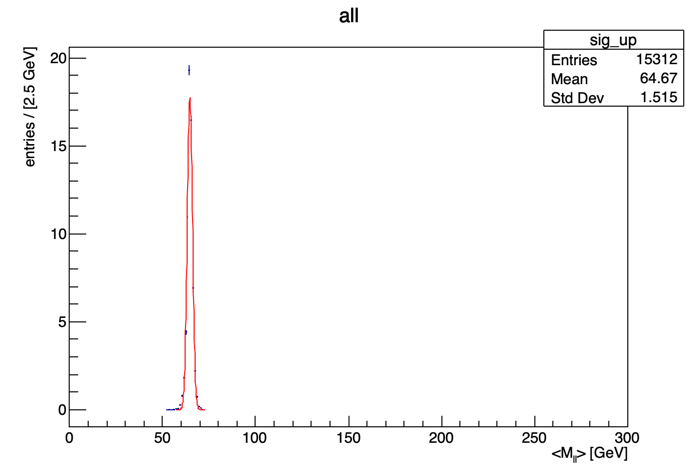 all
sig_up
Entries 15312
Mean 64.67
Std Dev 1.515
entries / [2.5 GeV]
20
15
10
5
0
0 50 100 150 200 250 300
<M_ll> [GeV]